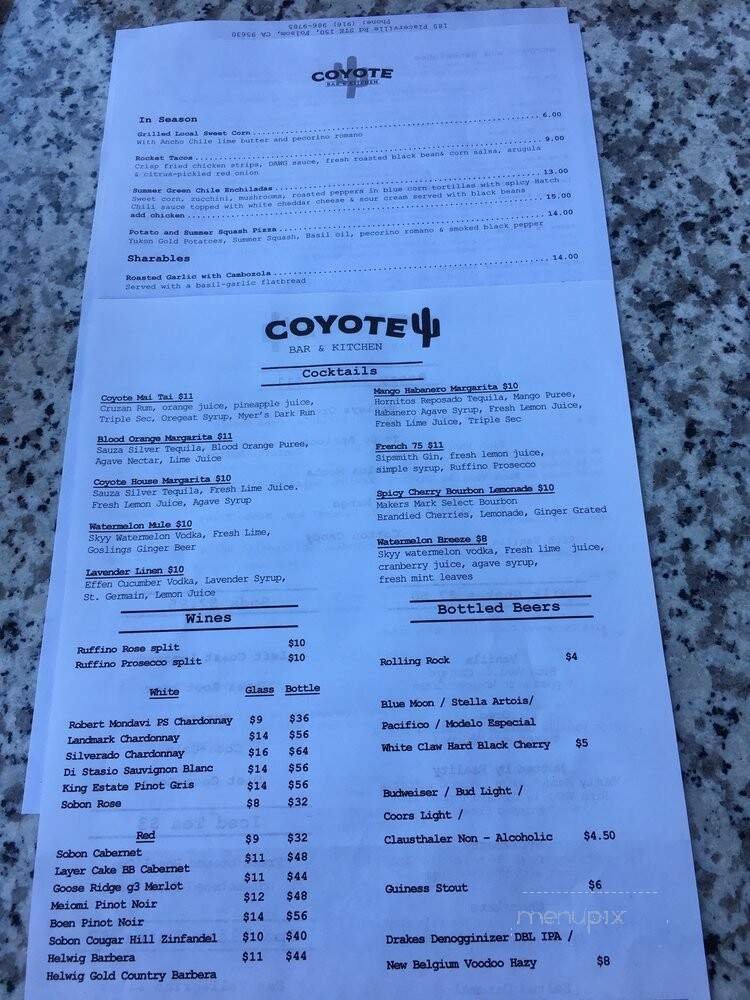 185 Placerville Rd STE 150, Folsom, CA 95630
Phone: (916) 986-9705
COYOTE
BAR & KITCHEN
In Season
Grilled Local Sweet Corn 6.00
With Ancho Chile lime butter and pecorino romano
Rocket Tacos 9.00
Crisp fried chicken strips, DAWG sauce, fresh roasted black bean& corn salsa, arugula
& citrus-pickled red onion
Summer Green Chile Enchiladas 13.00
Sweet corn, zucchini, mushrooms, roasted peppers in blue corn tortillas with spicy Hatch
Chili sauce topped with white cheddar cheese & sour cream served with black beans
add chicken 15.00
Potato and Summer Squash Pizza 14.00
Yukon Gold Potatoes, Summer Squash, Basil oil, pecorino romano & smoked black pepper
Sharables
Roasted Garlic with Cambozola 14.00
Served with a basil-garlic flatbread
COYOTE
BAR & KITCHEN
Cocktails
Coyote Mai Tai $11
Cruzan Rum, orange juice, pineapple juice,
Triple Sec, Oregeat Syrup, Myer's Dark Run
Blood Orange Margarita $11
Sauza Silver Tequila, Blood Orange Puree,
Agave Nectar, Lime Juice
Coyote House Margarita $10
Sauza Silver Tequila, Fresh Lime Juice.
Fresh Lemon Juice, Agave Syrup
Watermelon Mule $10
Skyy Watermelon Vodka, Fresh Lime,
Goslings Ginger Beer
Lavender Linen $10
Effen Cucumber Vodka, Lavender Syrup,
St. Germain, Lemon Juice
Mango Habanero Margarita $10
Hornitos Reposado Tequila, Mango Puree,
Habanero Agave Syrup, Fresh Lemon Juice,
Fresh Lime Juice, Triple Sec
French 75 $11
Sipsmith Gin, fresh lemon juice,
simple syrup, Ruffino Prosecco
Spicy Cherry Bourbon Lemonade $10
Makers Mark Select Bourbon
Brandied Cherries, Lemonade, Ginger Grated
Watermelon Breeze $8
Skyy watermelon vodka, Fresh lime juice,
cranberry juice, agave syrup,
fresh mint leaves
Wines
Ruffino Rose split $10
Ruffino Prosecco split $10
White Glass Bottle
Robert Mondavi PS Chardonnay $9 $36
Landmark Chardonnay $14 $56
Silverado Chardonnay $16 $64
Di Stasio Sauvignon Blanc $14 $56
King Estate Pinot Gris $14 $56
Sobon Rose $8 $32
Red
Sobon Cabernet $9 $32
Layer Cake BB Cabernet $11 $48
Goose Ridge g3 Merlot $11 $44
Meiomi Pinot Noir $12 $48
Boen Pinot Noir $14 $56
Sobon Cougar Hill Zinfandel $10 $40
Helwig Barbera $11 $44
Helwig Gold Country Barbera
Bottled Beers
Rolling Rock $4
Blue Moon / Stella Artois/
Pacifico / Modelo Especial
White Claw Hard Black Cherry $5
Budweiser / Bud Light /
Coors Light /
Clausthaler Non - Alcoholic $4.50
Guiness Stout $6
Drakes Denogginizer DBL IPA /
New Belgium Voodoo Hazy $8
menupix